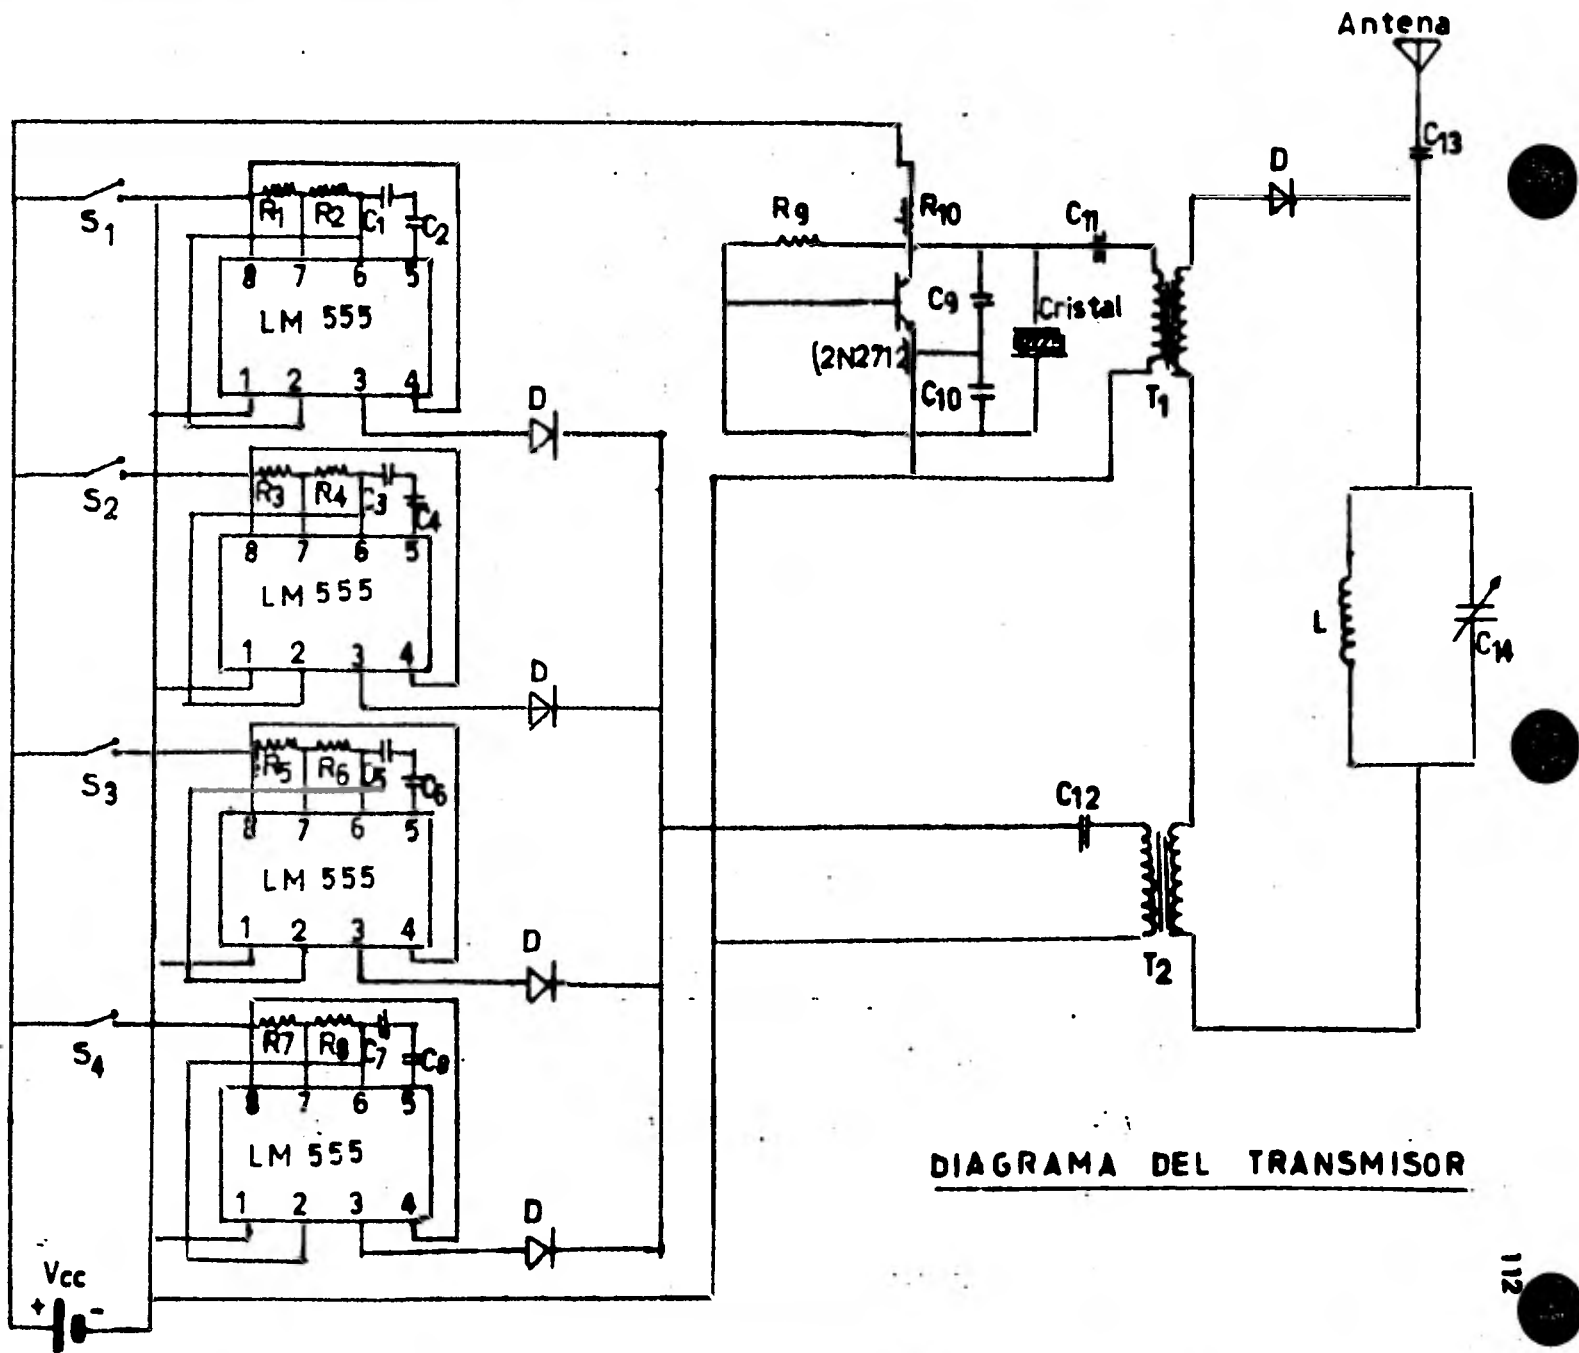 Antena
C13
D
S1
R1 R2 C1 C2
8 7 6 5
LM 555
1 2 3 4
D
R9
R10
C11
C9
Cristal
(2N2712)
C10
T1
S2
R3 R4 C3 C4
8 7 6 5
LM 555
1 2 3 4
D
L
C14
S3
R5 R6 C5 C6
8 7 6 5
LM 555
1 2 3 4
D
C12
T2
S4
R7 R8 C7 C8
8 7 6 5
LM 555
1 2 3 4
D
Vcc
+ -
DIAGRAMA DEL TRANSMISOR
112